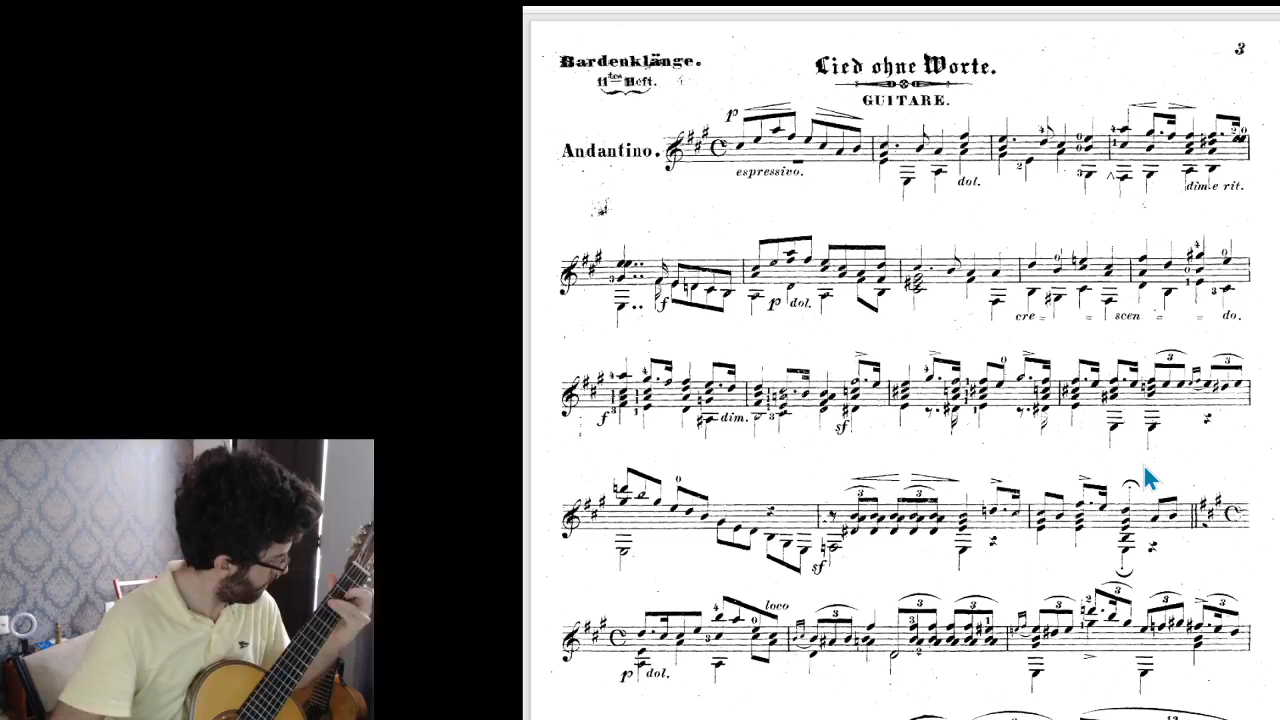 3
Bardenklänge.
11tes Heft.
Lied ohne Worte.
GUITARE.
Andantino.
p
espressivo.
dol.
dim.e rit.
f
p dol.
cre = scen = do.
f
dim.
sf
sf
loco
p dol.